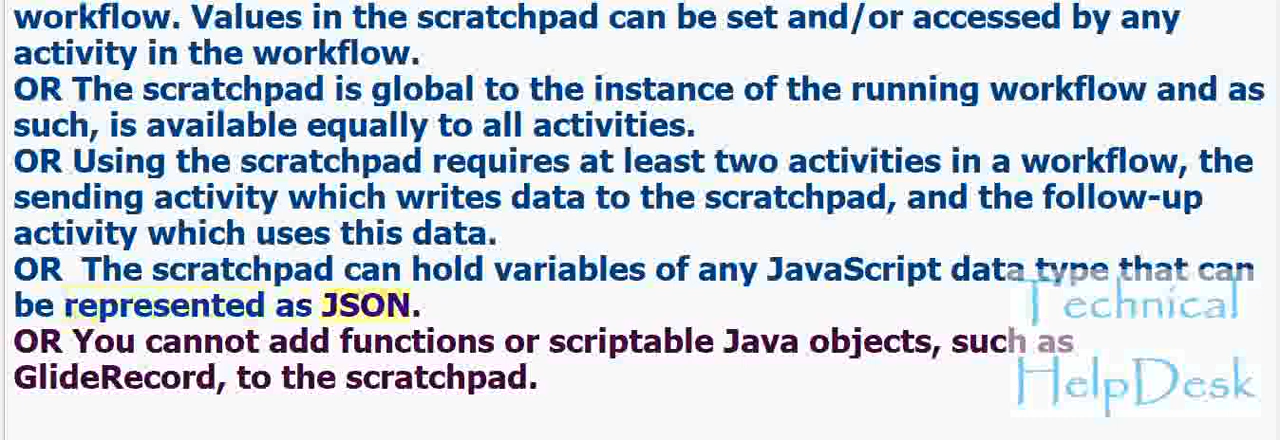 workflow. Values in the scratchpad can be set and/or accessed by any
activity in the workflow.
OR The scratchpad is global to the instance of the running workflow and as
such, is available equally to all activities.
OR Using the scratchpad requires at least two activities in a workflow, the
sending activity which writes data to the scratchpad, and the follow-up
activity which uses this data.
OR  The scratchpad can hold variables of any JavaScript data type that can
be represented as JSON.
OR You cannot add functions or scriptable Java objects, such as
GlideRecord, to the scratchpad.
Technical
HelpDesk